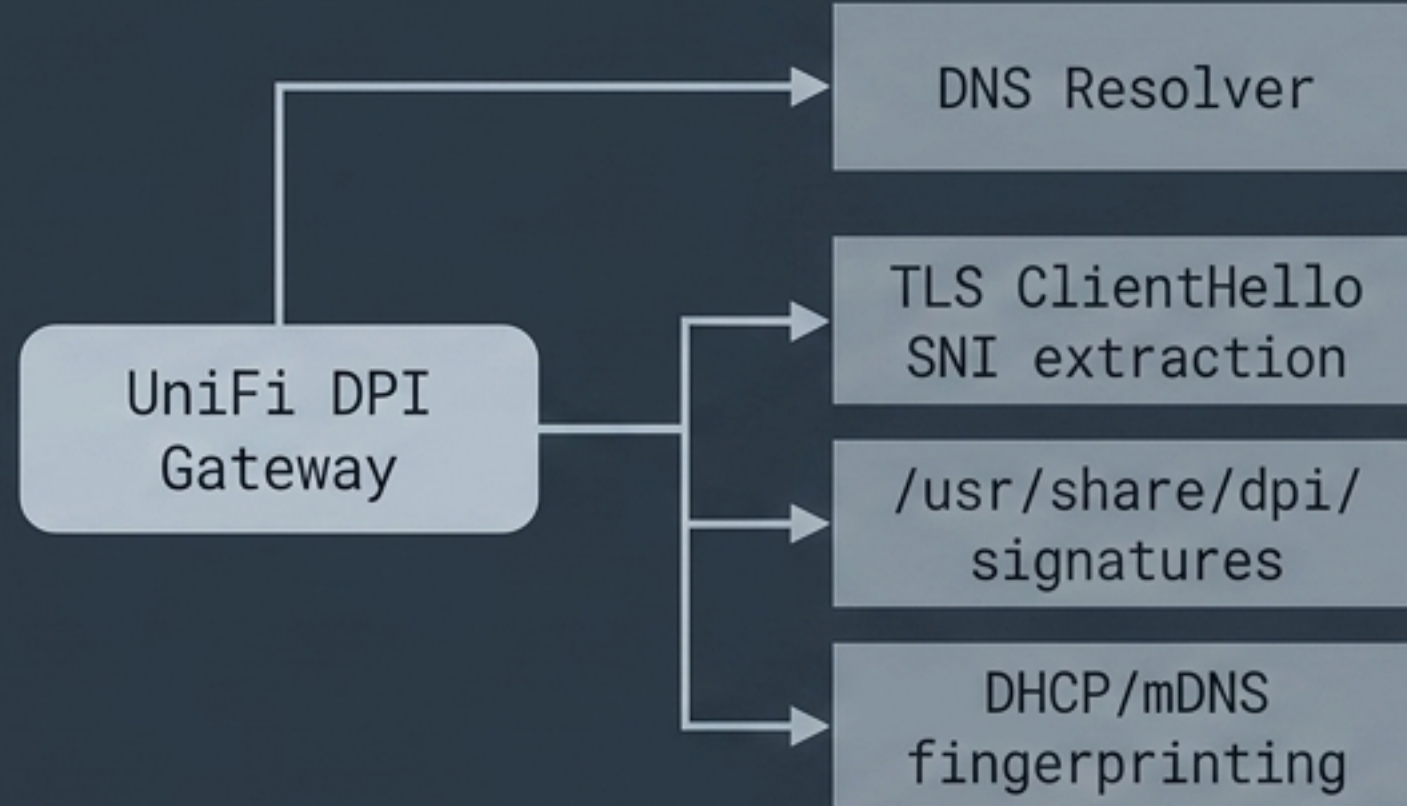 DNS Resolver
TLS ClientHello
SNI extraction
UniFi DPI
Gateway
/usr/share/dpi/
signatures
DHCP/mDNS
fingerprinting